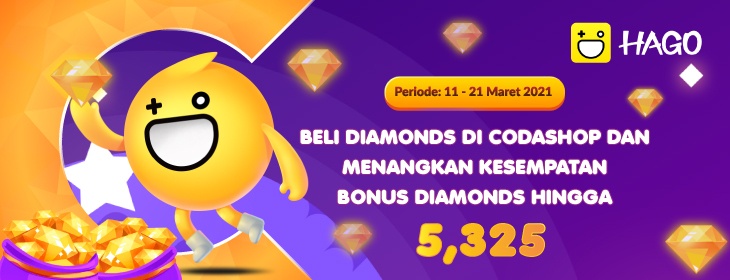 HAGO
Periode: 11 - 21 Maret 2021
BELI DIAMONDS DI CODASHOP DAN
MENANGKAN KESEMPATAN
BONUS DIAMONDS HINGGA
5,325